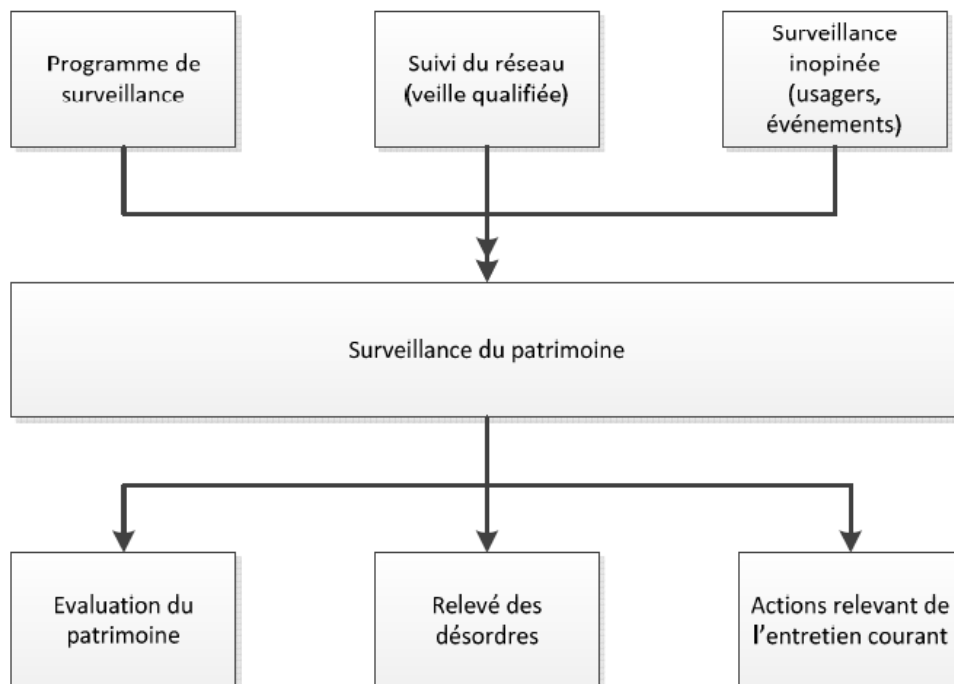 Programme de
surveillance
Suivi du réseau
(veille qualifiée)
Surveillance
inopinée
(usagers,
événements)
Surveillance du patrimoine
Evaluation du
patrimoine
Relevé des
désordres
Actions relevant de
l'entretien courant